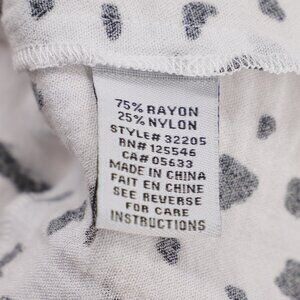 75% RAYON
25% NYLON
STYLE# 32205
RN# 125546
CA# 05633
MADE IN CHINA
FAIT EN CHINE
SEE REVERSE
FOR CARE
INSTRUCTIONS